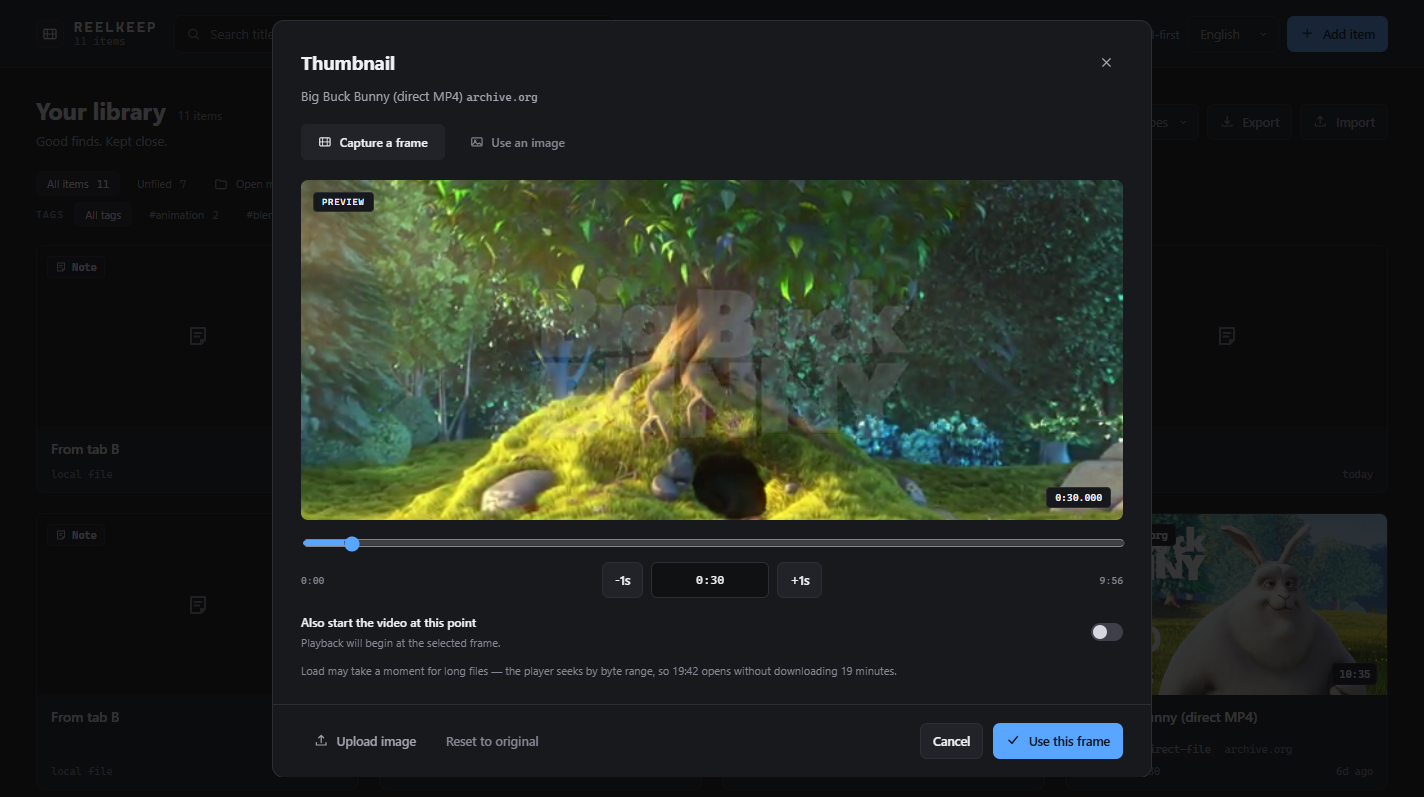 REELKEEP
11 items
Search title
English
Add item
Your library 11 items
Good finds. Kept close.
Export
Import
All items 11
Unfiled 7
TAGS
All tags
#animation 2
Note
From tab B
local file
today
Note
From tab B
local file
10:35
(direct MP4)
archive.org
6d ago
Thumbnail
Big Buck Bunny (direct MP4) archive.org
Capture a frame
Use an image
PREVIEW
Big Buck
BUNNY
0:30.000
0:00
-1s
0:30
+1s
9:56
Also start the video at this point
Playback will begin at the selected frame.
Load may take a moment for long files — the player seeks by byte range, so 19:42 opens without downloading 19 minutes.
Upload image
Reset to original
Cancel
Use this frame